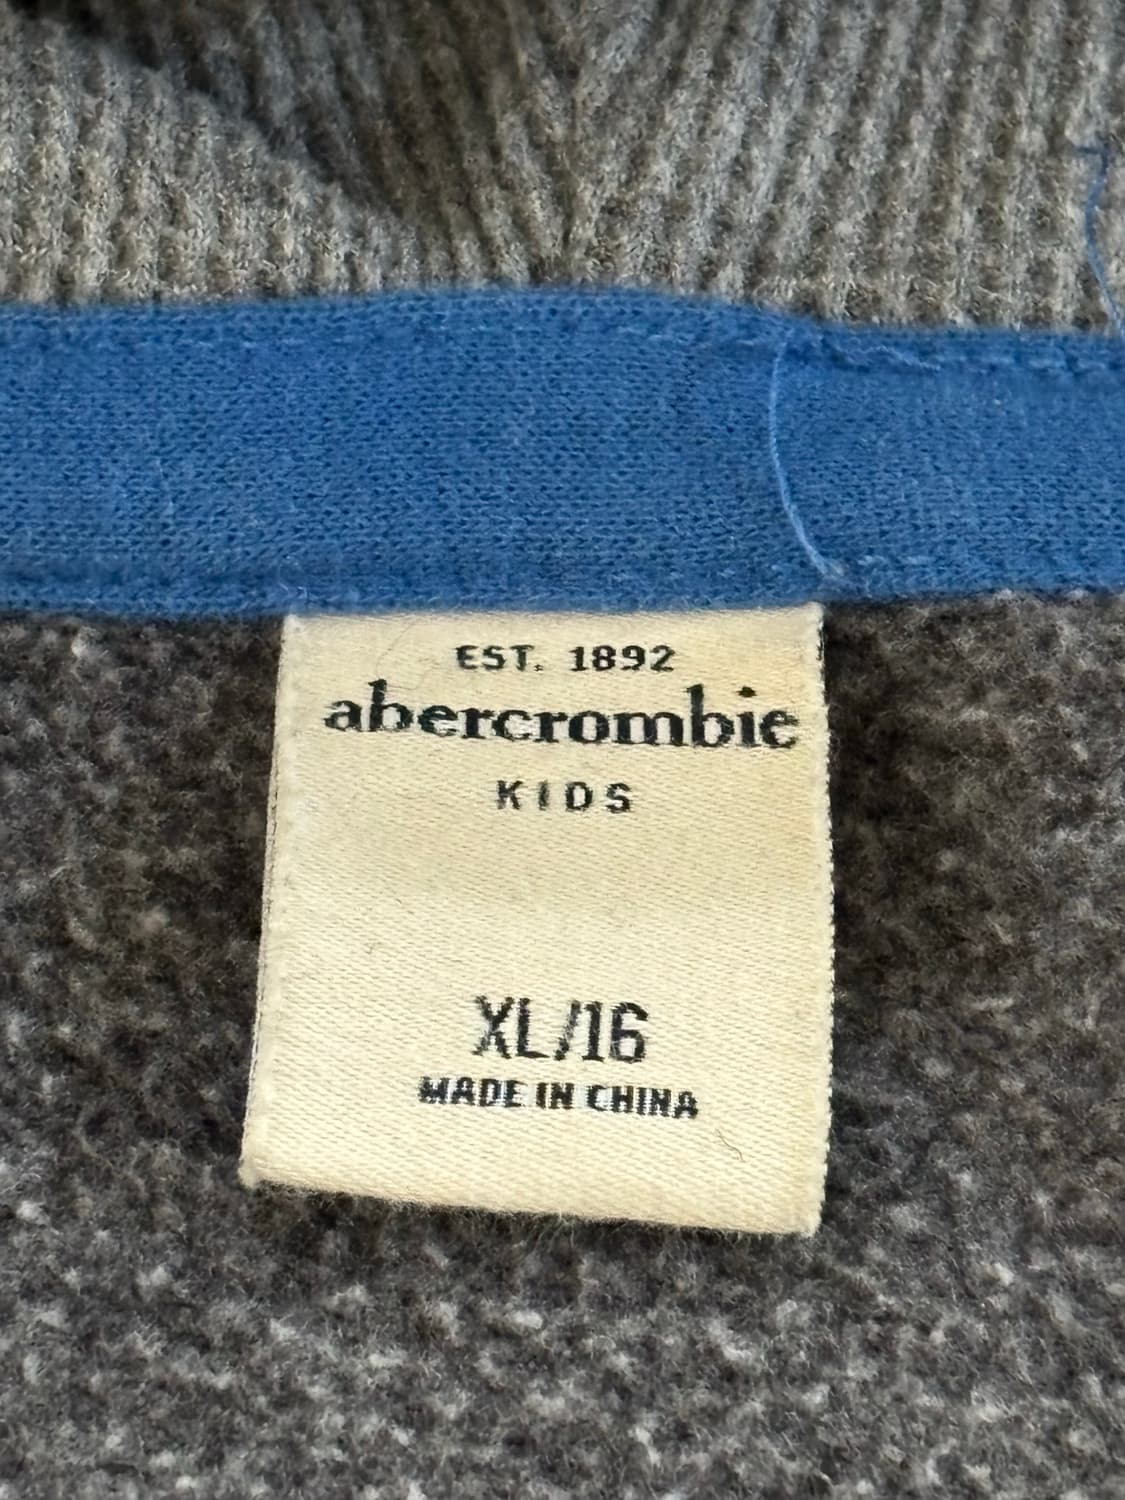 EST. 1892
abercrombie
KIDS
XL/16
MADE IN CHINA